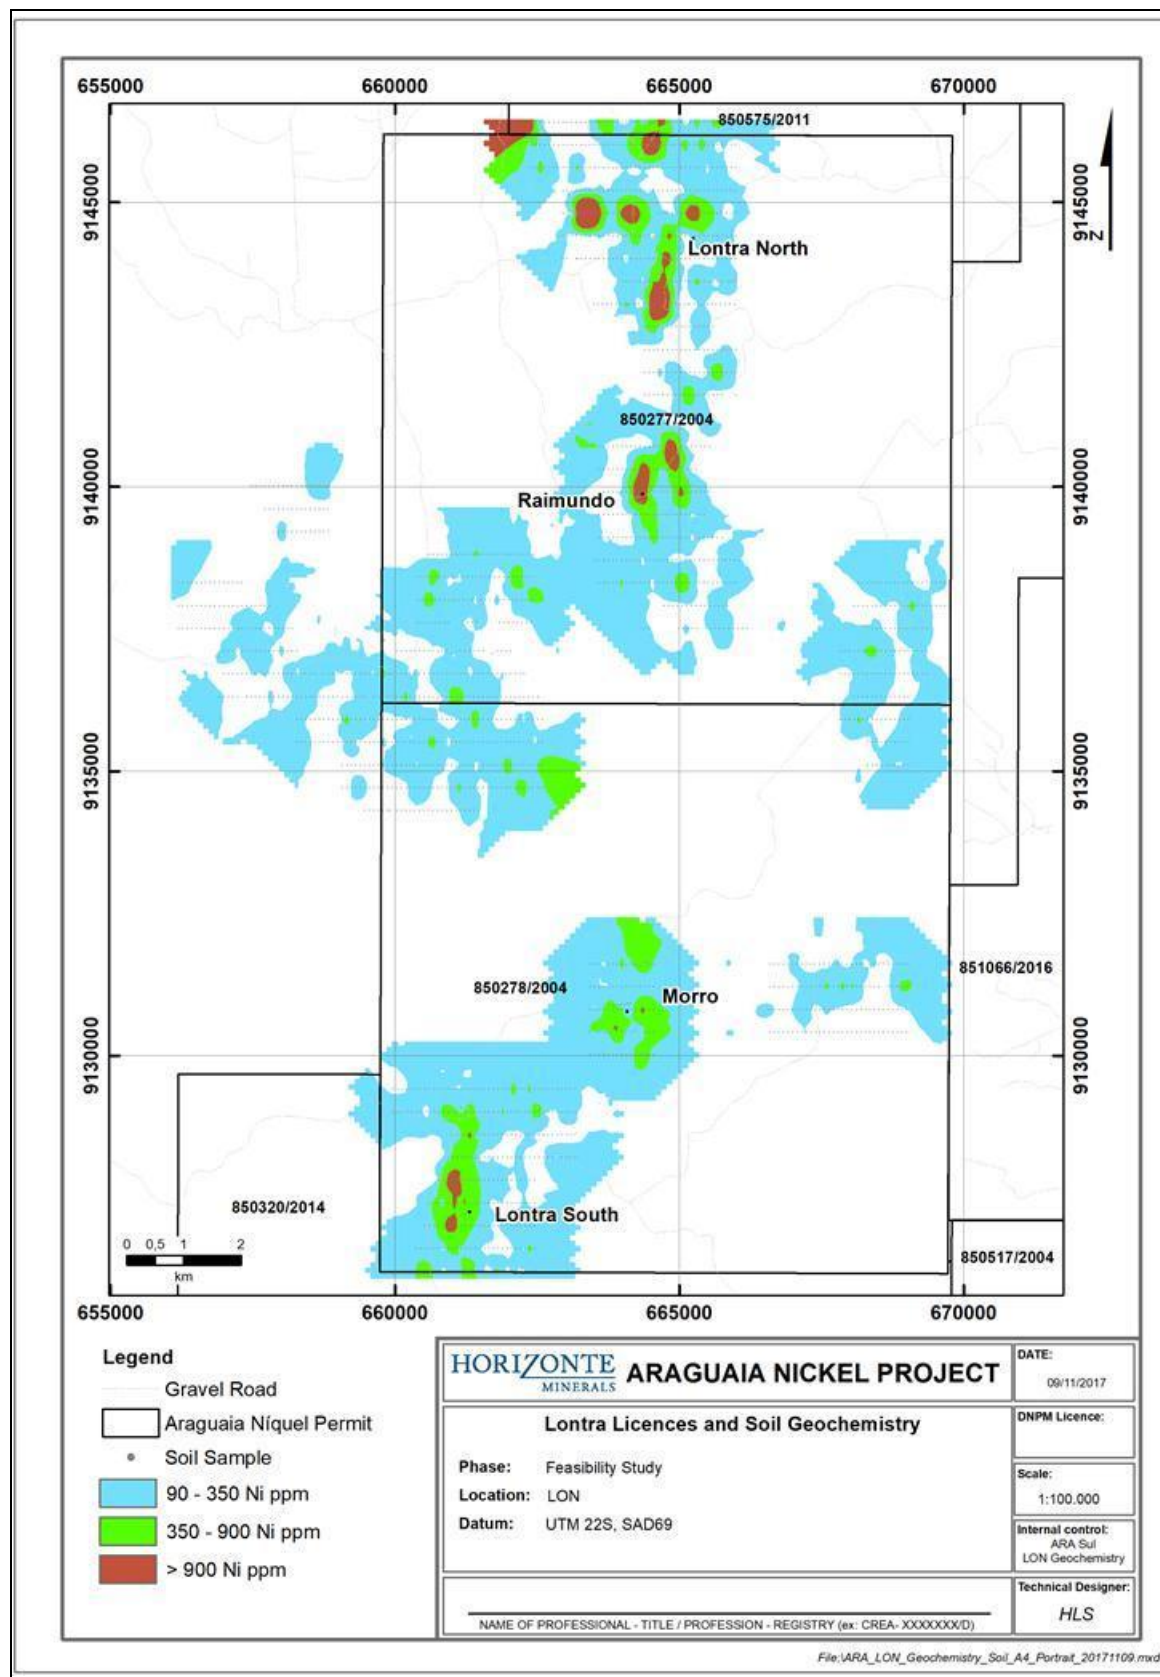 655000 660000 665000 670000
850575/2011
9145000 9145000
N
Lontra North
850277/2004
9140000 9140000
Raimundo
9135000 9135000
850278/2004
851066/2016
Morro
9130000 9130000
850320/2014
Lontra South
0 0,5 1 2
km
850517/2004
655000 660000 665000 670000
Legend
Gravel Road
Araguaia Níquel Permit
Soil Sample
90 - 350 Ni ppm
350 - 900 Ni ppm
> 900 Ni ppm
HORIZONTE
MINERALS
ARAGUAIA NICKEL PROJECT
DATE:
09/11/2017
Lontra Licences and Soil Geochemistry
Phase: Feasibility Study
Location: LON
Datum: UTM 22S, SAD69
DNPM Licence:
Scale:
1:100.000
Internal control:
ARA Sul
LON Geochemistry
Technical Designer:
HLS
NAME OF PROFESSIONAL - TITLE / PROFESSION - REGISTRY (ex: CREA- XXXXXXX/D)
File:\ARA_LON_Geochemistry_Soil_A4_Portrait_20171109.mxd